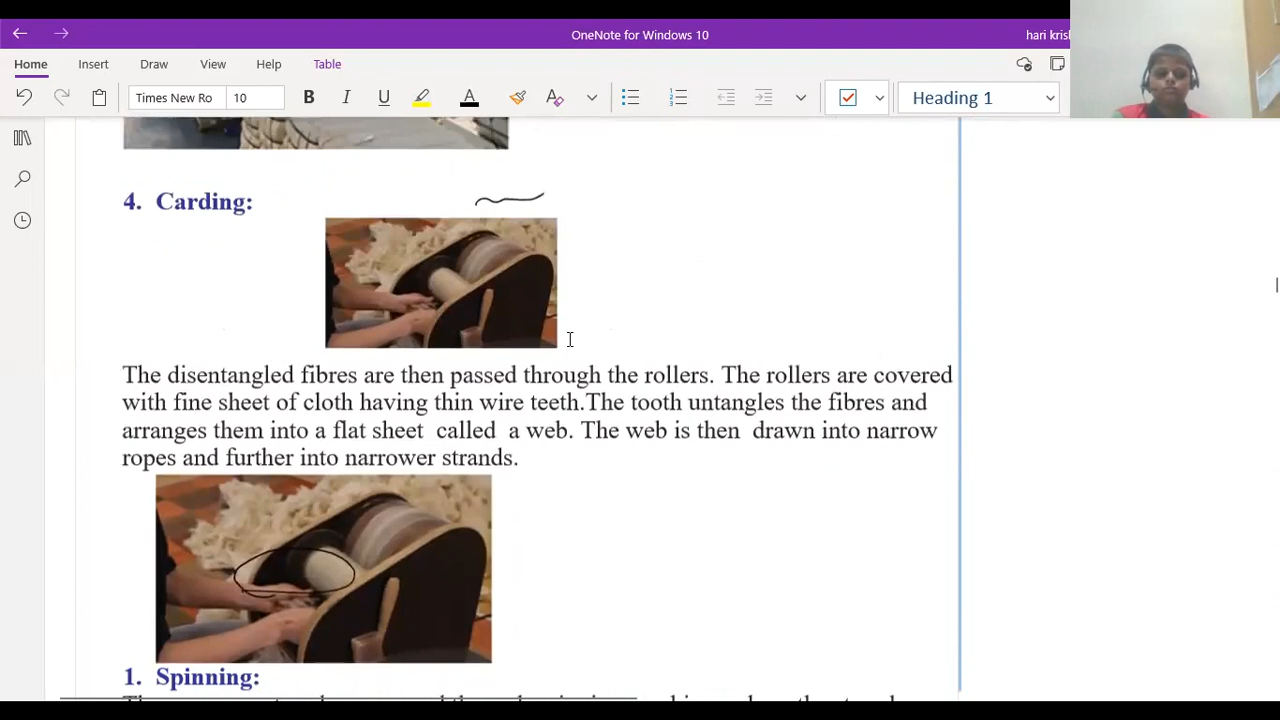 OneNote for Windows 10
hari krisl
Home Insert Draw View Help Table
Times New Ro 10 B I U A Heading 1
4. Carding:
The disentangled fibres are then passed through the rollers. The rollers are covered
with fine sheet of cloth having thin wire teeth.The tooth untangles the fibres and
arranges them into a flat sheet called a web. The web is then drawn into narrow
ropes and further into narrower strands.
1. Spinning: